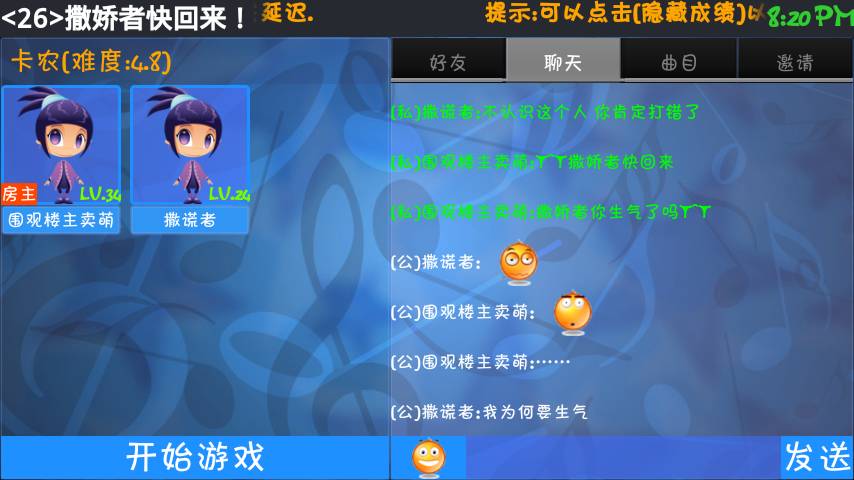 <26>撒娇者快回来！ 延迟. 提示:可以点击(隐藏成绩) 8:20 PM
卡农(难度:4.8)
好友 聊天 曲目 邀请
房主 LV.34 LV.24
围观楼主卖萌 撒谎者
(私)撒谎者:不认识这个人 你肯定打错了
(私)围观楼主卖萌:TˇT撒娇者快回来
(私)围观楼主卖萌:撒娇者你生气了吗TˇT
(公)撒谎者:
(公)围观楼主卖萌:
(公)围观楼主卖萌:……
(公)撒谎者:我为何要生气
开始游戏 发送